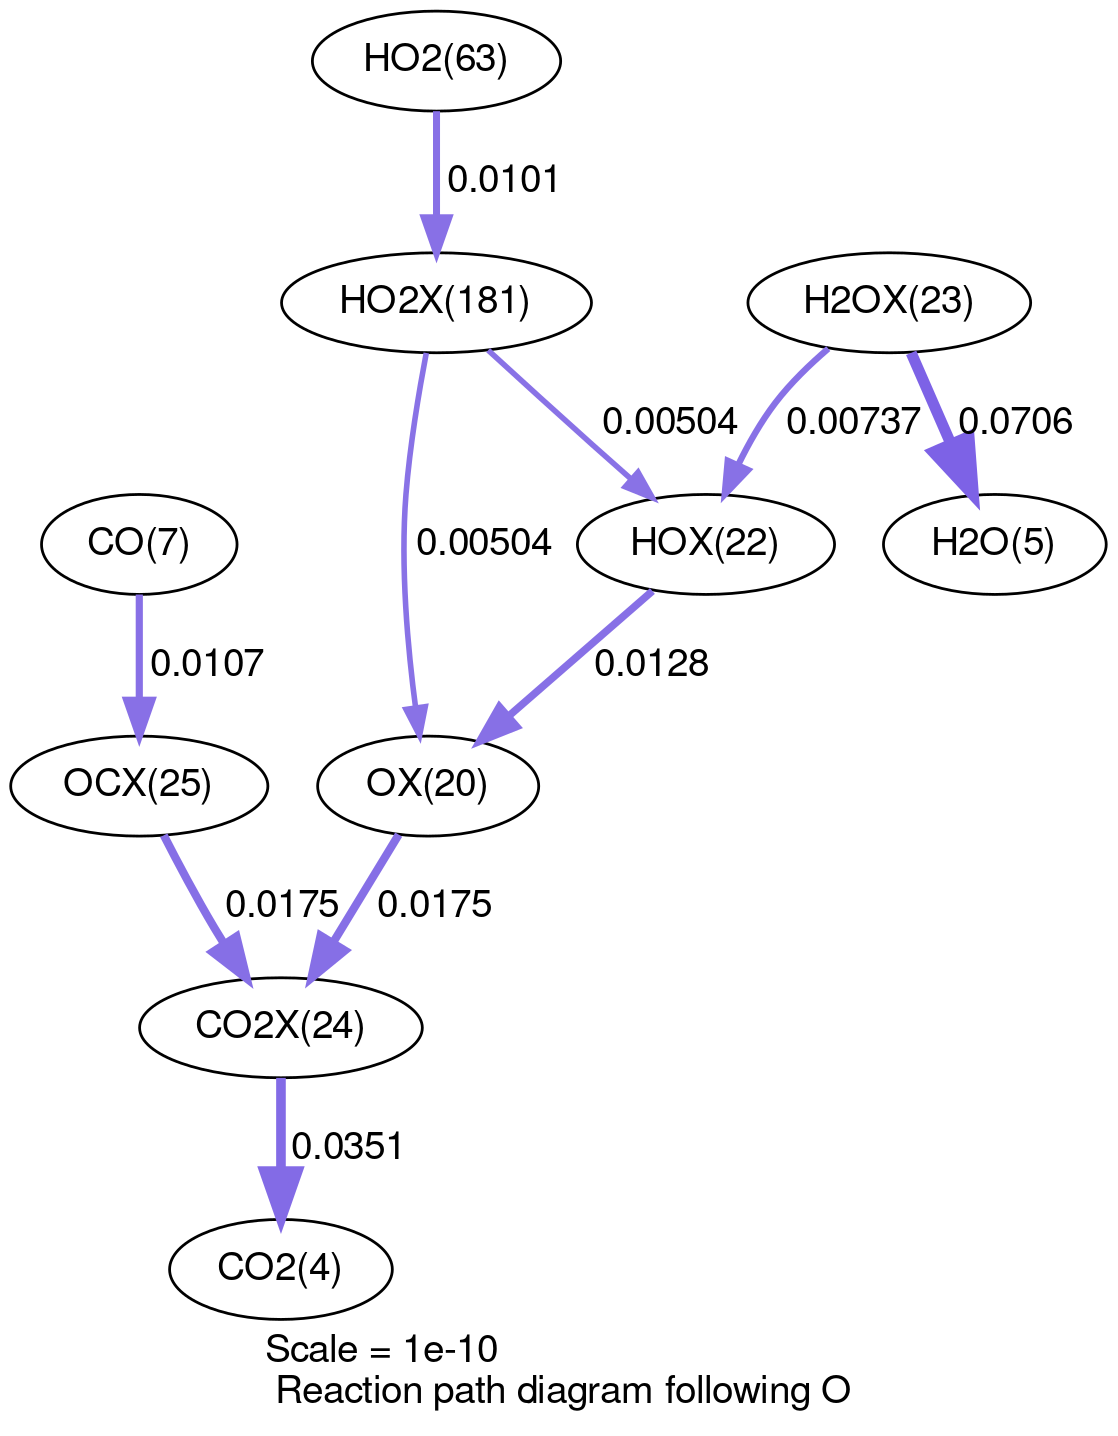 HO2(63)
0.0101
HO2X(181)
H2OX(23)
0.00504
0.00737
0.0706
CO(7)
0.00504
HOX(22)
H2O(5)
0.0107
0.0128
OCX(25)
OX(20)
0.0175
0.0175
CO2X(24)
0.0351
CO2(4)
Scale = 1e-10
Reaction path diagram following O